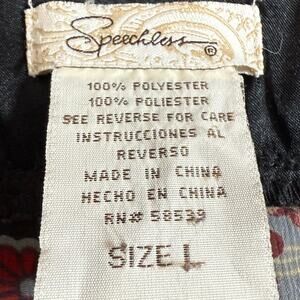 Speechless®
100% POLYESTER
100% POLIESTER
SEE REVERSE FOR CARE
INSTRUCCIONES AL
REVERSO
MADE IN CHINA
HECHO EN CHINA
RN# 58539
SIZE L